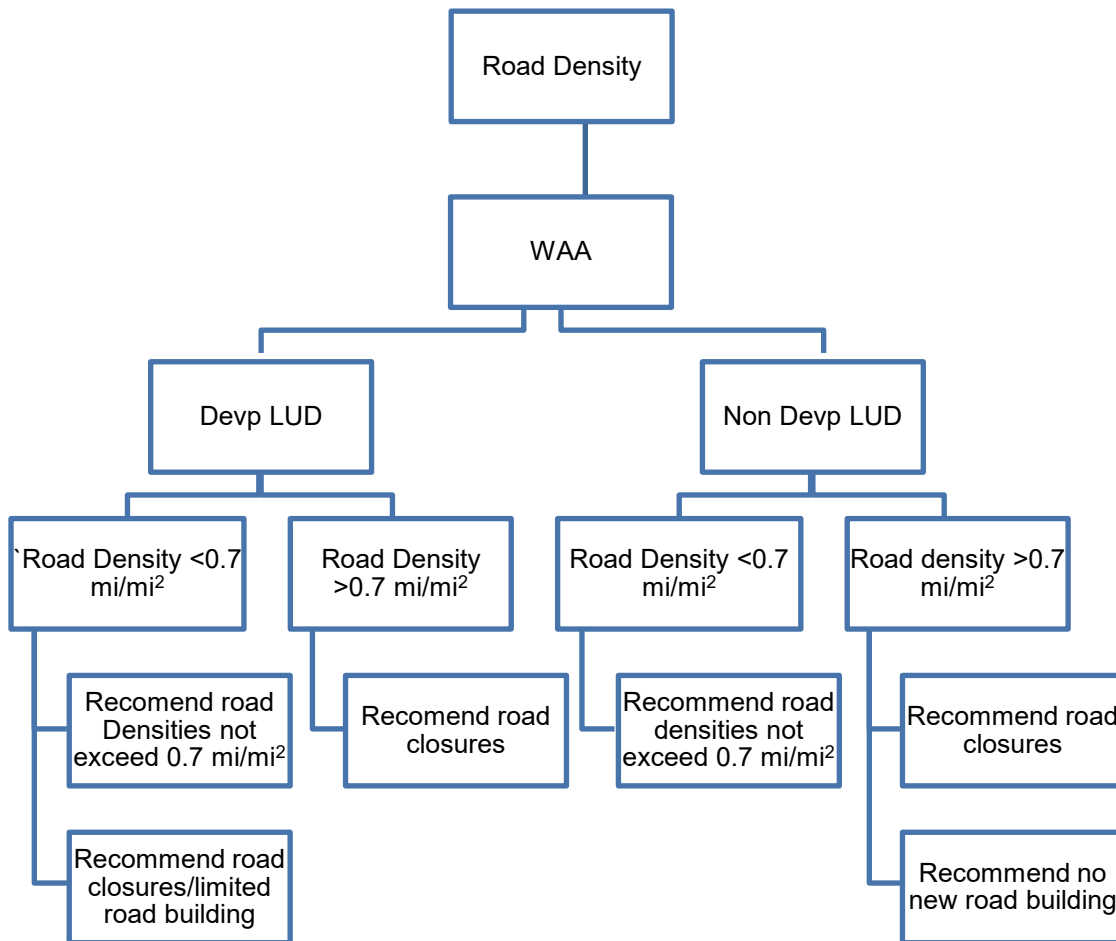 Road Density
WAA
Devp LUD
Non Devp LUD
`Road Density <0.7
mi/mi²
Road Density
>0.7 mi/mi²
Road Density <0.7
mi/mi²
Road density >0.7
mi/mi²
Recomend road
Densities not
exceed 0.7 mi/mi²
Recomend road
closures
Recommend road
densities not
exceed 0.7 mi/mi²
Recommend road
closures
Recommend road
closures/limited
road building
Recommend no
new road building